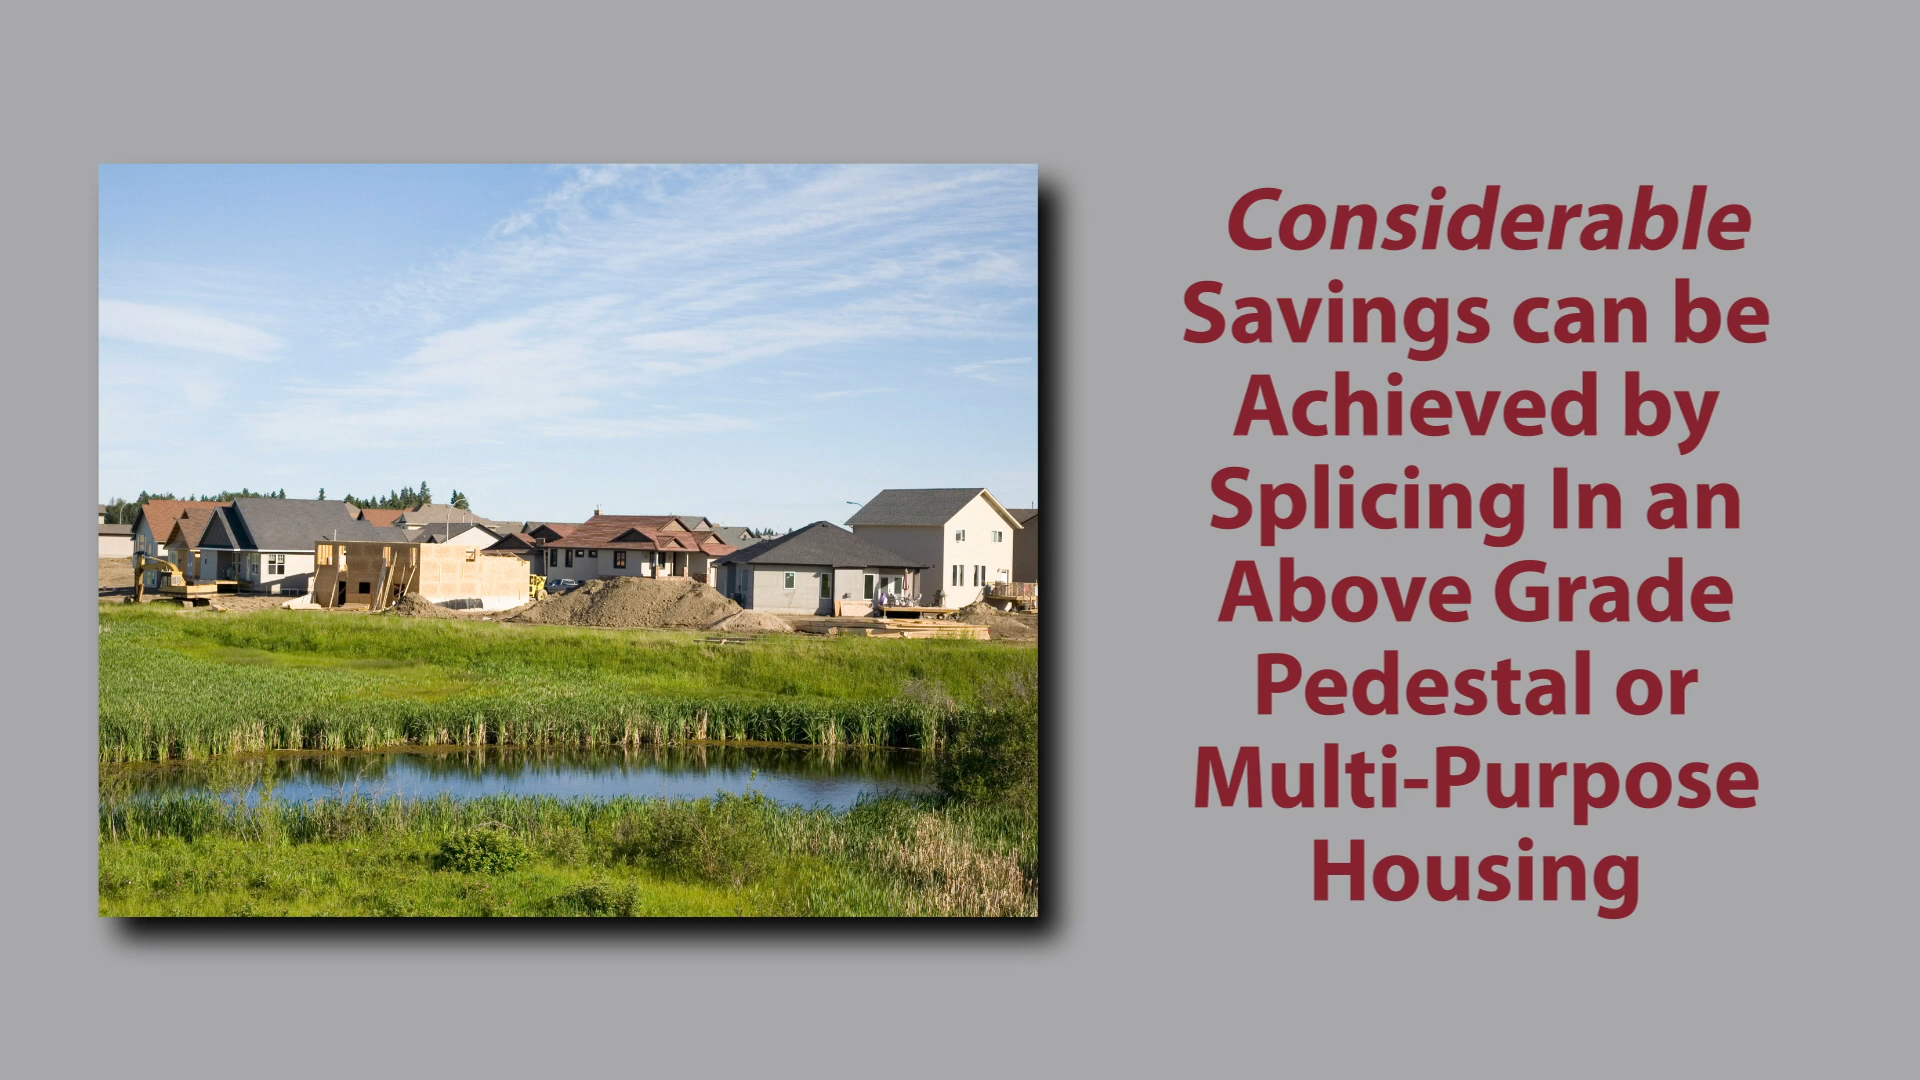 Considerable
Savings can be
Achieved by
Splicing In an
Above Grade
Pedestal or
Multi-Purpose
Housing